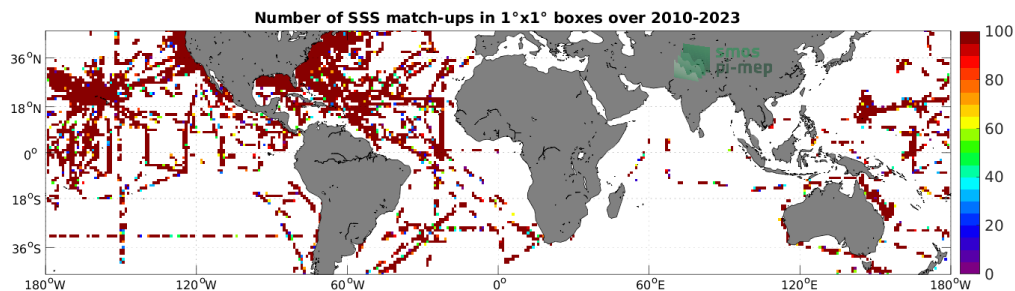 Number of SSS match-ups in 1°x1° boxes over 2010-2023
smos
pi-mep
36°N
18°N
0°
18°S
36°S
180°W
120°W
60°W
0°
60°E
120°E
180°W
100
80
60
40
20
0